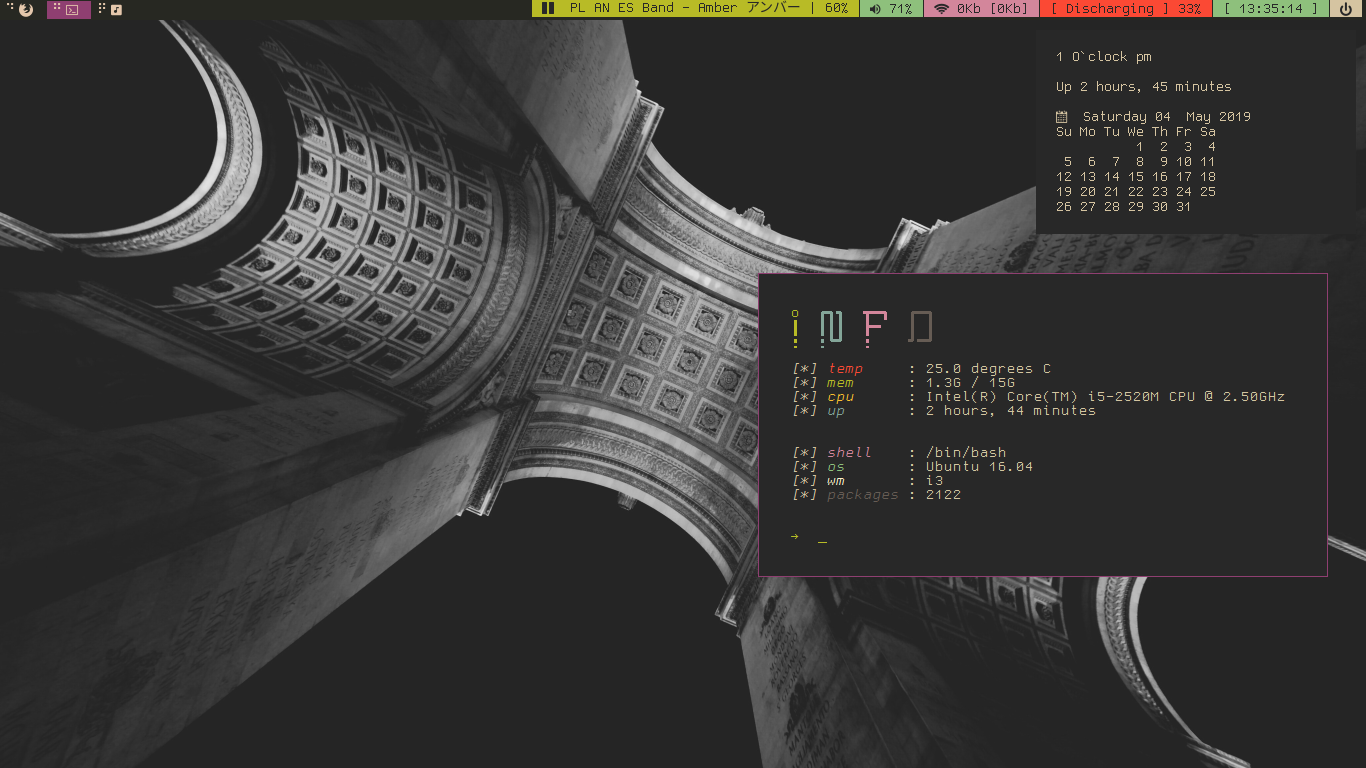 PL AN ES Band - Amber アンバー | 60%
71%
0Kb [0Kb]
[ Discharging ] 33%
[ 13:35:14 ]
1 O`clock pm
Up 2 hours, 45 minutes
Saturday 04  May 2019
Su Mo Tu We Th Fr Sa
1 2 3 4
5 6 7 8 9 10 11
12 13 14 15 16 17 18
19 20 21 22 23 24 25
26 27 28 29 30 31
iNFO
[*] temp : 25.0 degrees C
[*] mem : 1.3G / 15G
[*] cpu : Intel(R) Core(TM) i5-2520M CPU @ 2.50GHz
[*] up : 2 hours, 44 minutes
[*] shell : /bin/bash
[*] os : Ubuntu 16.04
[*] wm : i3
[*] packages : 2122
→ _